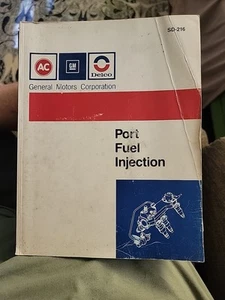 SD-216
AC GM Delco
General Motors Corporation
Port
Fuel
Injection